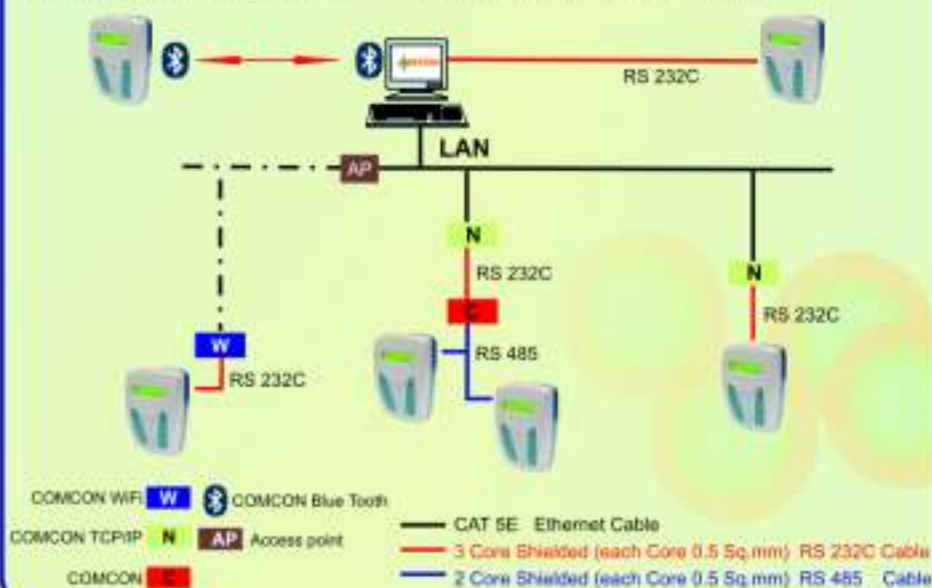 RS 232C
LAN
AP
N
RS 232C
N
C
RS 232C
W
RS 485
RS 232C
COMCON WiFi W COMCON Blue Tooth
COMCON TCP/IP N AP Access point
COMCON C
CAT 5E Ethernet Cable
3 Core Shielded (each Core 0.5 Sq.mm) RS 232C Cable
2 Core Shielded (each Core 0.5 Sq.mm) RS 485 Cable